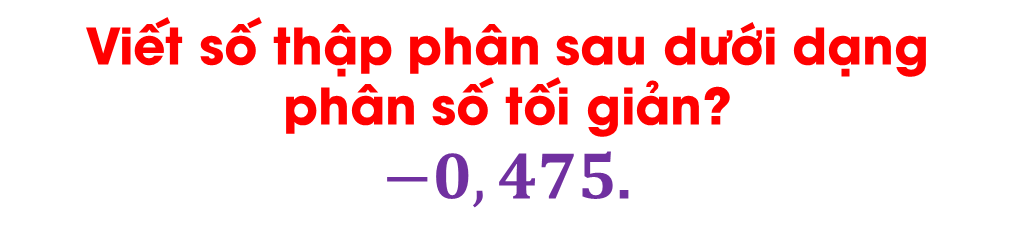 Viết số thập phân sau dưới dạng
phân số tối giản?
−0, 475.